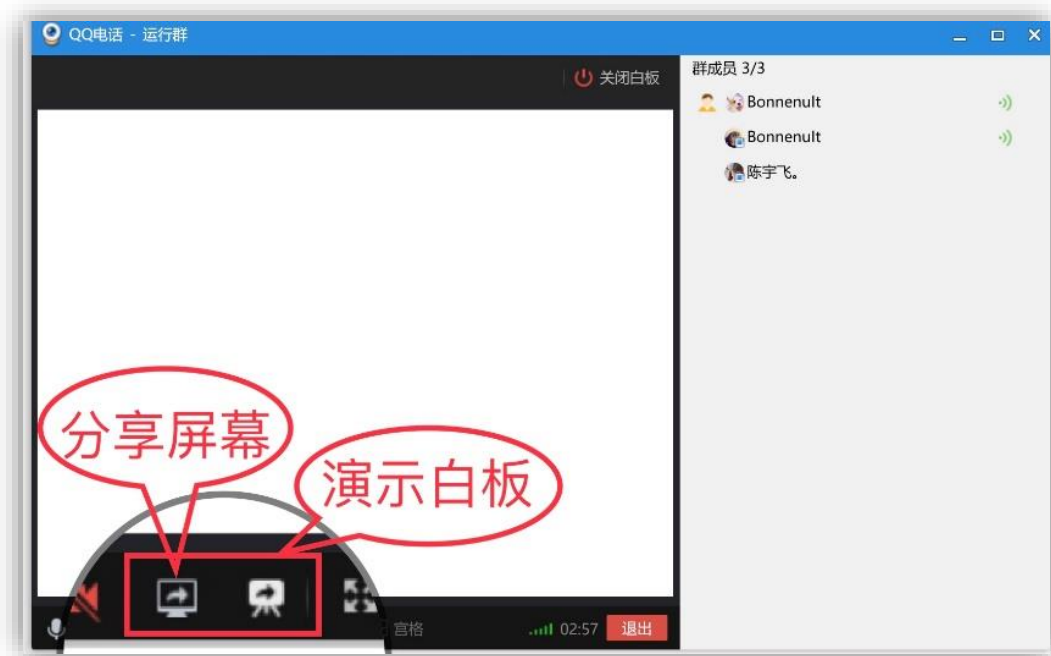 QQ电话 - 运行群
关闭白板
群成员 3/3
Bonnenult
Bonnenult
陈宇飞。
分享屏幕
演示白板
宫格
02:57
退出